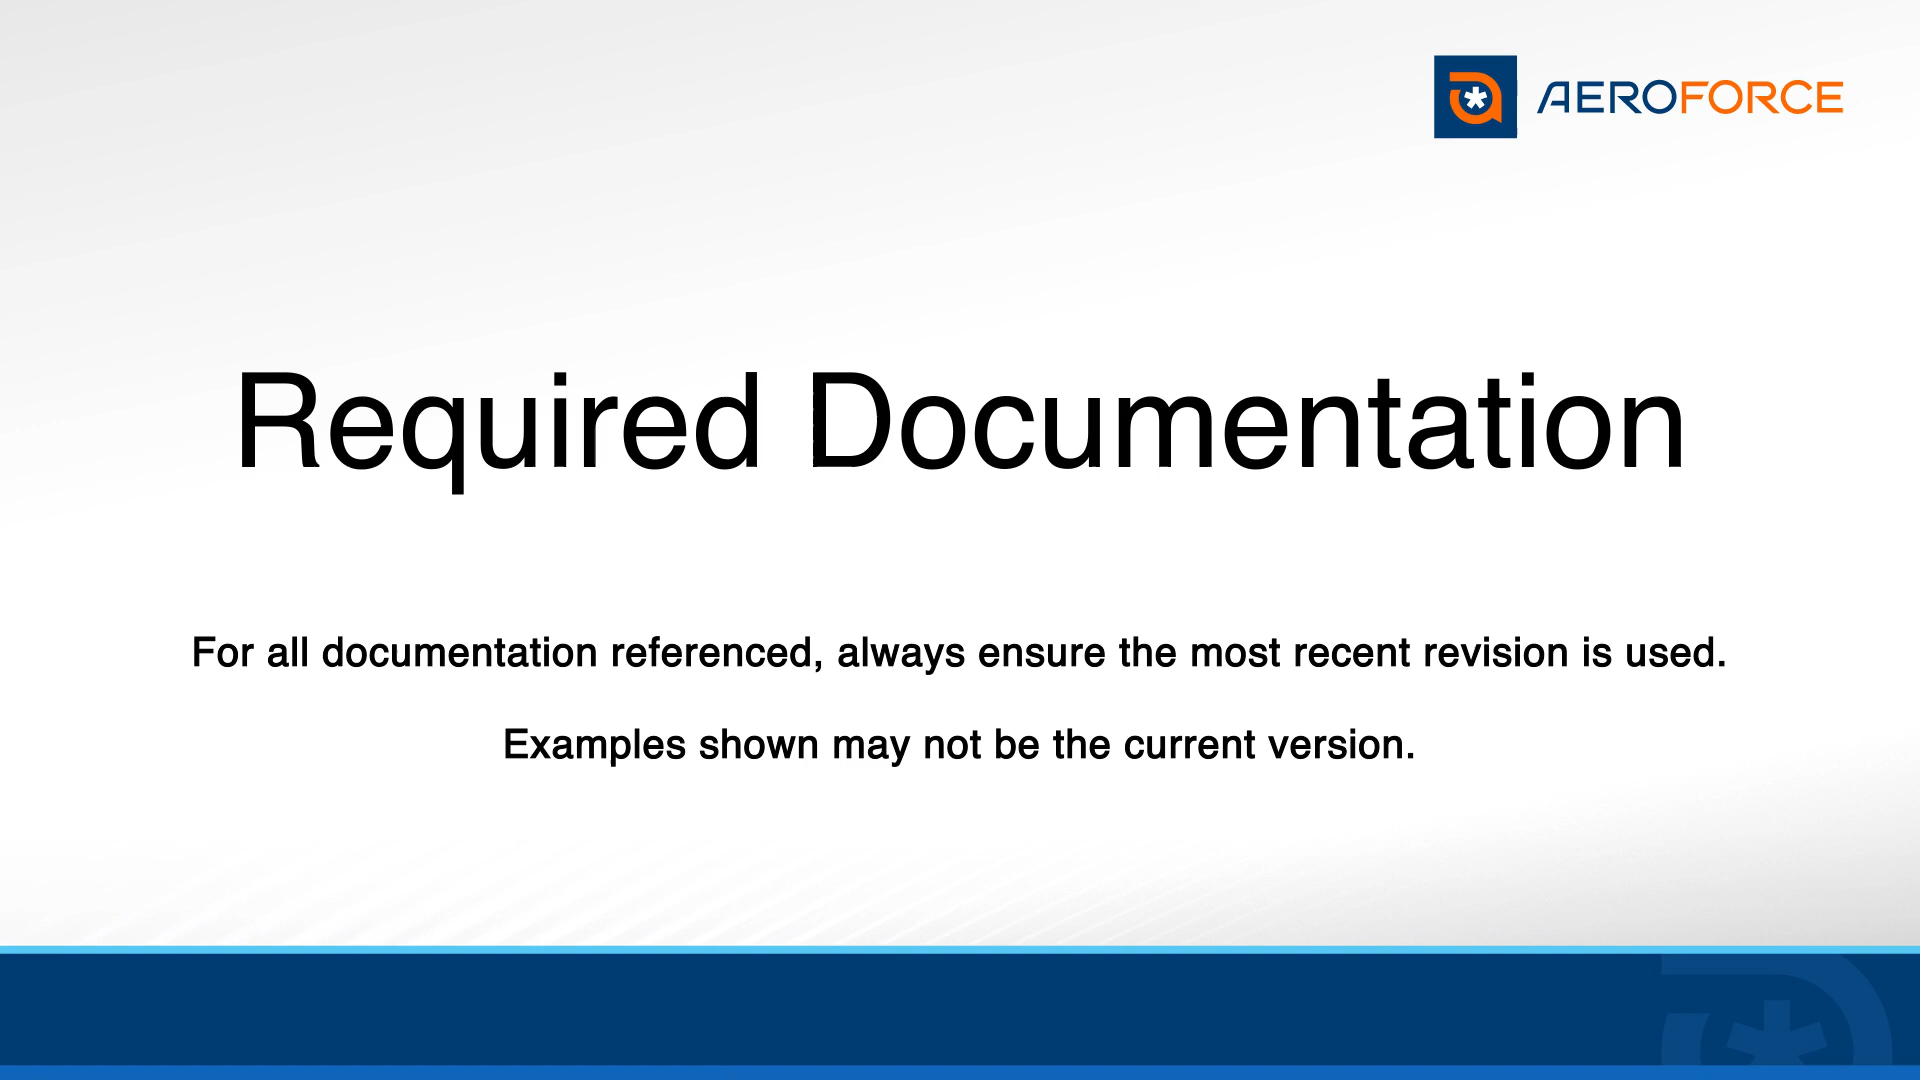 AEROFORCE
Required Documentation
For all documentation referenced, always ensure the most recent revision is used.
Examples shown may not be the current version.